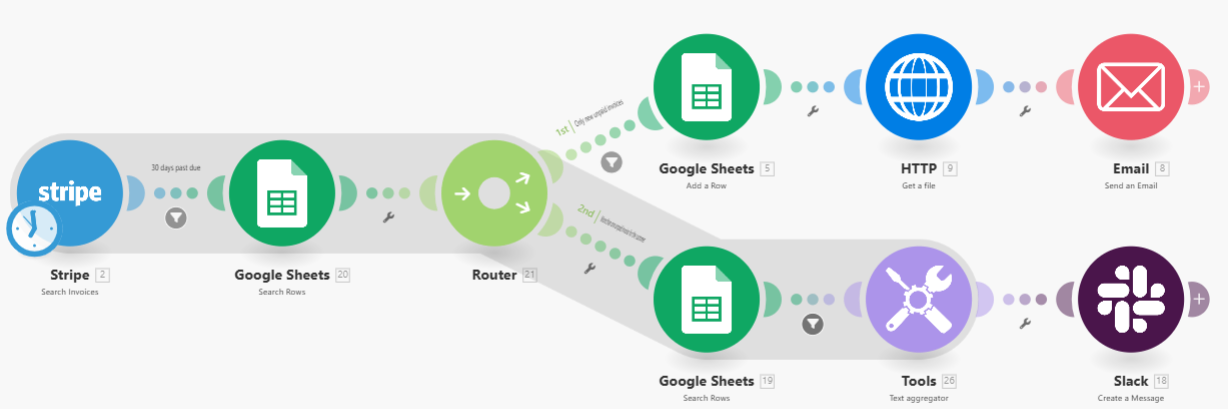 stripe
30 days past due
1st
Only new unpaid invoices
2nd
Google Sheets 5
Add a Row
HTTP 9
Get a file
Email 8
Send an Email
Stripe 2
Search Invoices
Google Sheets 20
Search Rows
Router 21
Google Sheets 19
Search Rows
Tools 26
Text aggregator
Slack 18
Create a Message